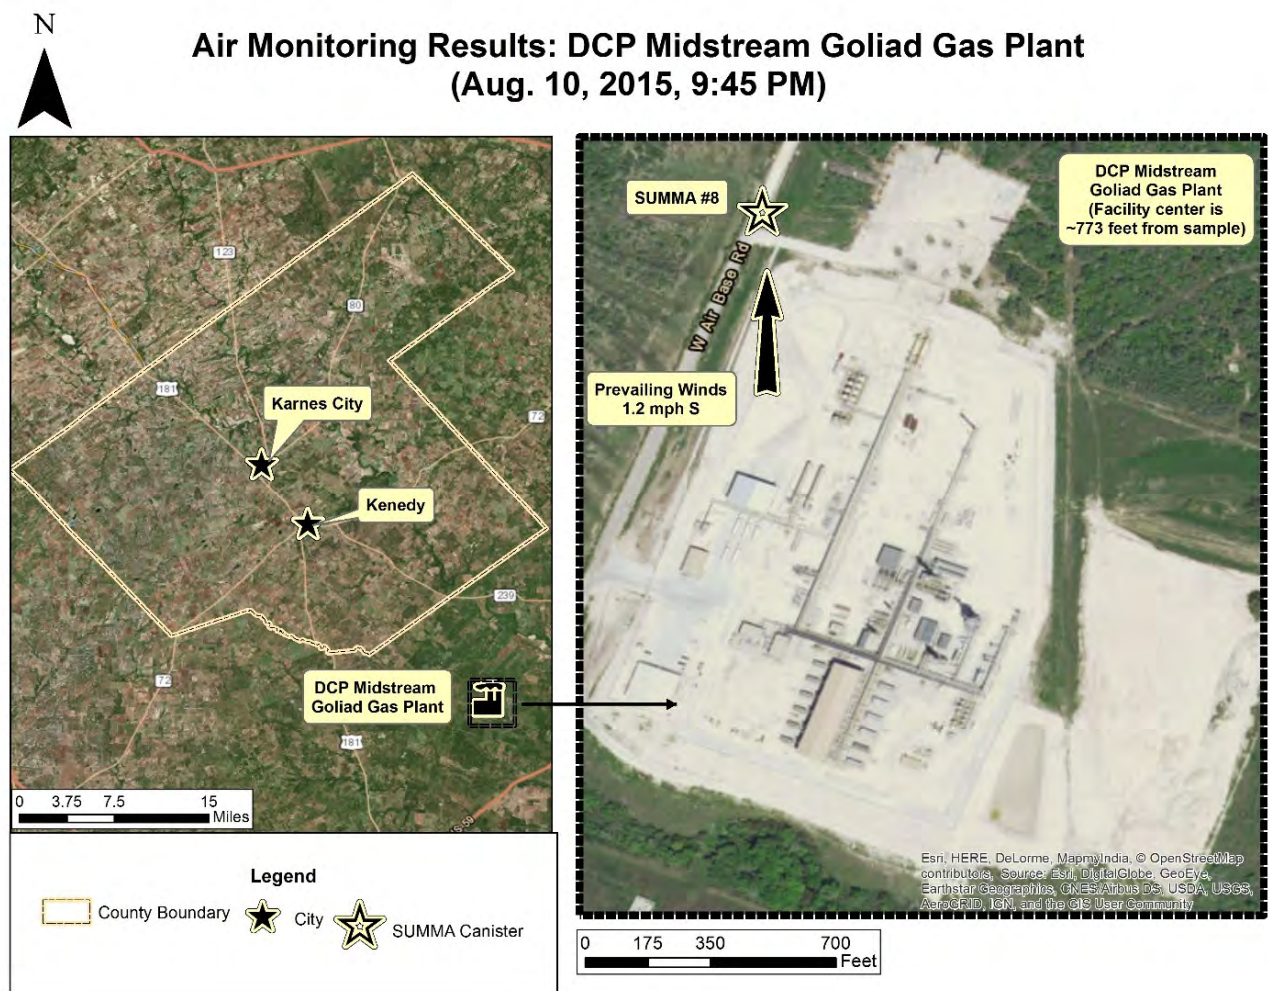 N
Air Monitoring Results: DCP Midstream Goliad Gas Plant
(Aug. 10, 2015, 9:45 PM)
123
80
181
Karnes City
72
Kenedy
239
72
DCP Midstream
Goliad Gas Plant
181
US-59
0 3.75 7.5 15
Miles
Legend
County Boundary
City
SUMMA Canister
SUMMA #8
DCP Midstream
Goliad Gas Plant
(Facility center is
~773 feet from sample)
W Air Base Rd
Prevailing Winds
1.2 mph S
Esri, HERE, DeLorme, MapmyIndia, © OpenStreetMap
contributors, Source: Esri, DigitalGlobe, GeoEye,
Earthstar Geographics, CNES/Airbus DS, USDA, USGS,
AeroGRID, IGN, and the GIS User Community
0 175 350 700
Feet